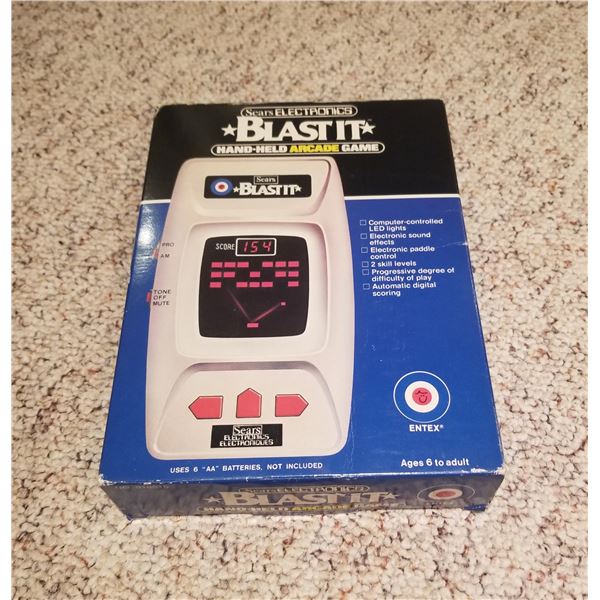 Sears ELECTRONICS
★BLAST IT★™
HAND-HELD ARCADE GAME
Sears
★BLAST IT★
Computer-controlled
LED lights
Electronic sound
effects
Electronic paddle
control
2 skill levels
Progressive degree of
difficulty of play
Automatic digital
scoring
SCORE 154
PRO
AM
TONE
OFF
MUTE
ENTEX®
Sears
ELECTRONICS
ELECTRONIQUES
USES 6 "AA" BATTERIES, NOT INCLUDED
Ages 6 to adult
Sears ELECTRONICS
★BLAST IT★
HAND-HELD ARCADE GAME